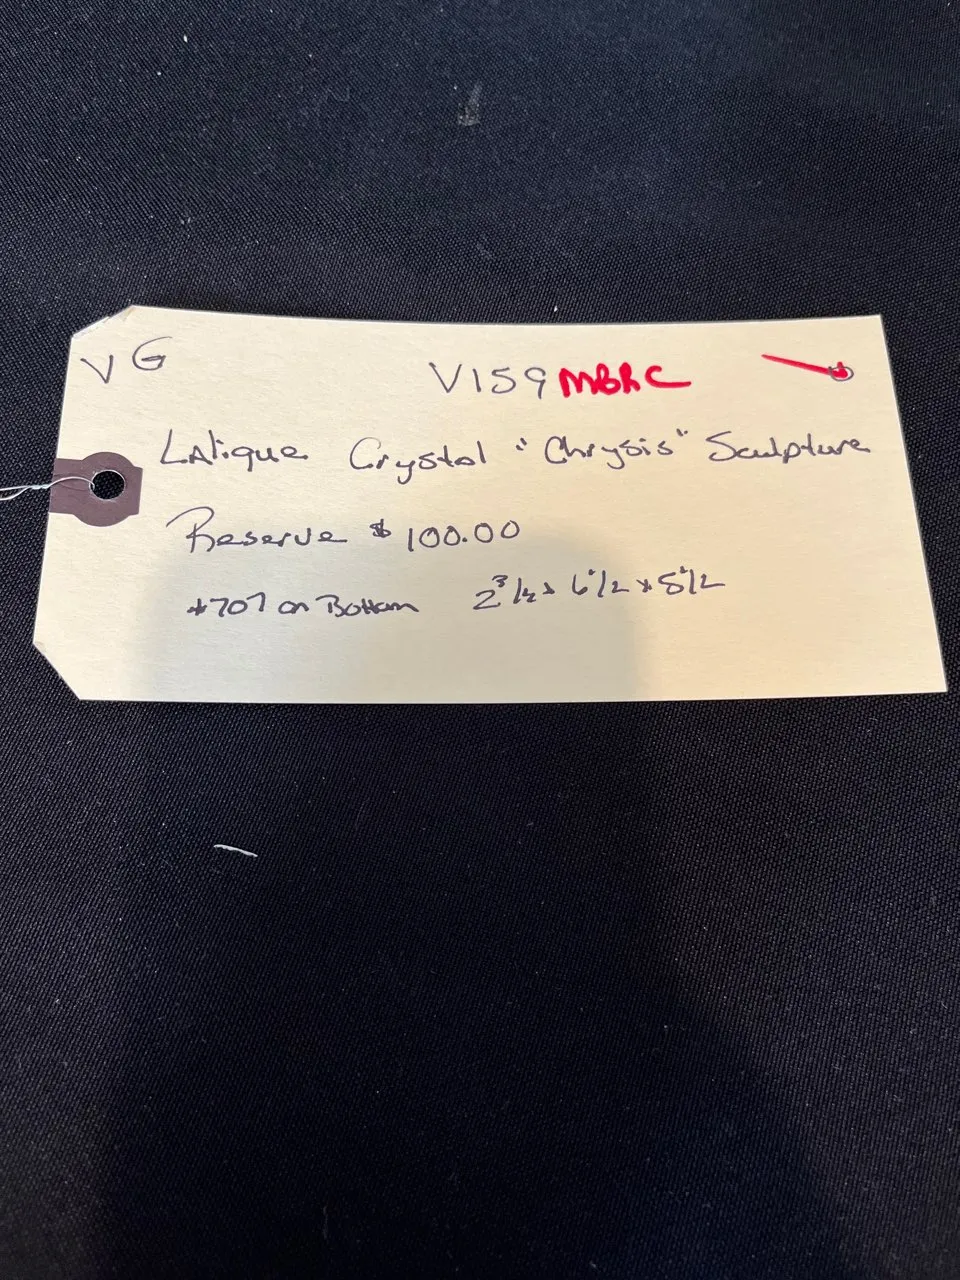 VG
V159 MBRC
Lalique Crystal "Chrysis" Sculpture
Reserve $100.00
#707 on Bottom 2 3/4 x 6 1/2 x 5 1/2